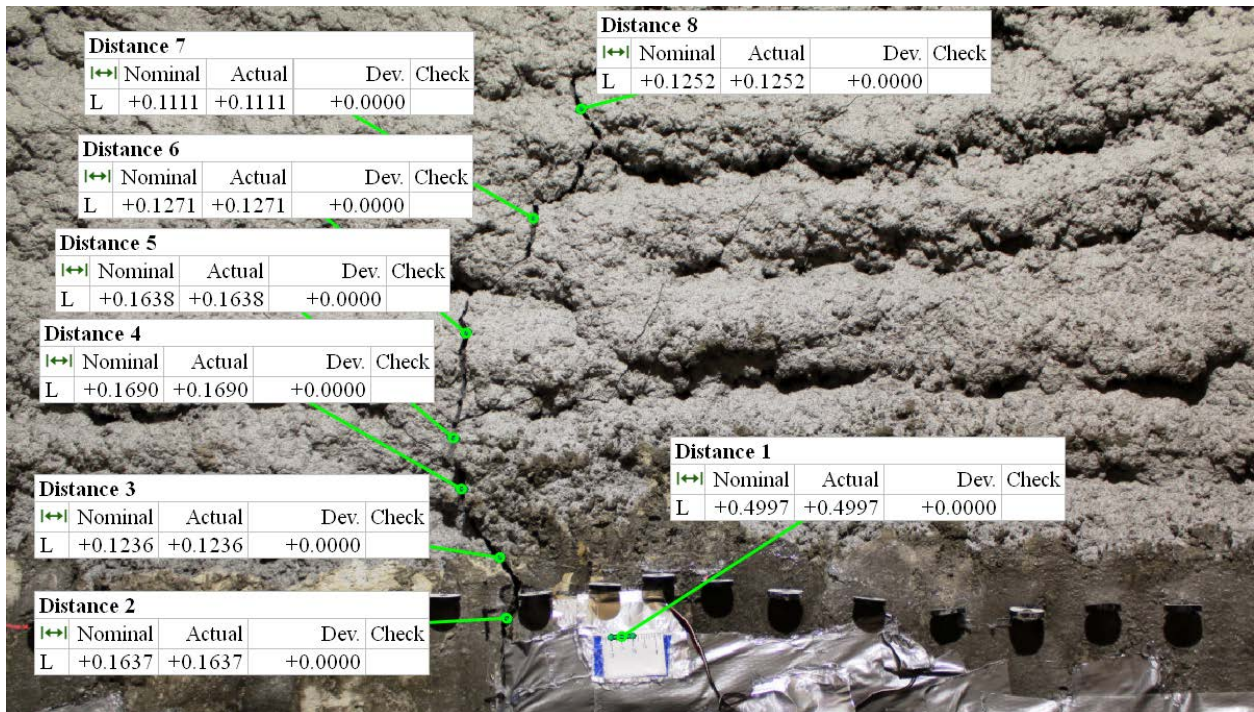 Distance 7
Nominal Actual Dev. Check
L +0.1111 +0.1111 +0.0000
Distance 8
Nominal Actual Dev. Check
L +0.1252 +0.1252 +0.0000
Distance 6
Nominal Actual Dev. Check
L +0.1271 +0.1271 +0.0000
Distance 5
Nominal Actual Dev. Check
L +0.1638 +0.1638 +0.0000
Distance 4
Nominal Actual Dev. Check
L +0.1690 +0.1690 +0.0000
Distance 1
Nominal Actual Dev. Check
L +0.4997 +0.4997 +0.0000
Distance 3
Nominal Actual Dev. Check
L +0.1236 +0.1236 +0.0000
Distance 2
Nominal Actual Dev. Check
L +0.1637 +0.1637 +0.0000